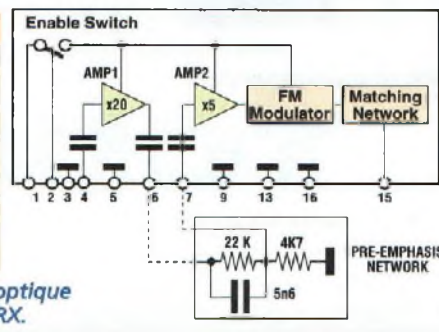 Enable Switch
AMP1
x20
AMP2
x5
FM
Modulator
Matching
Network
1 2 3 4 5 6 7 9 13 16 15
22 K 4K7
5n6
PRE-EMPHASIS
NETWORK
optique
RX.